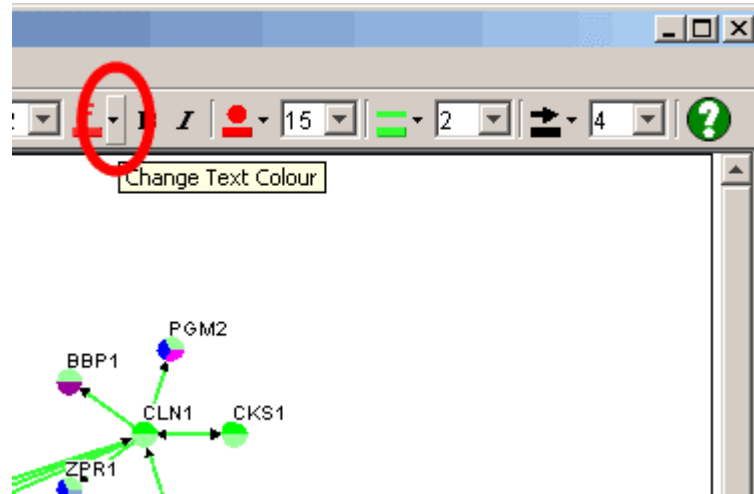 B I 15 2 4 ?
Change Text Colour
PGM2
BBP1
CLN1 CKS1
ZPR1